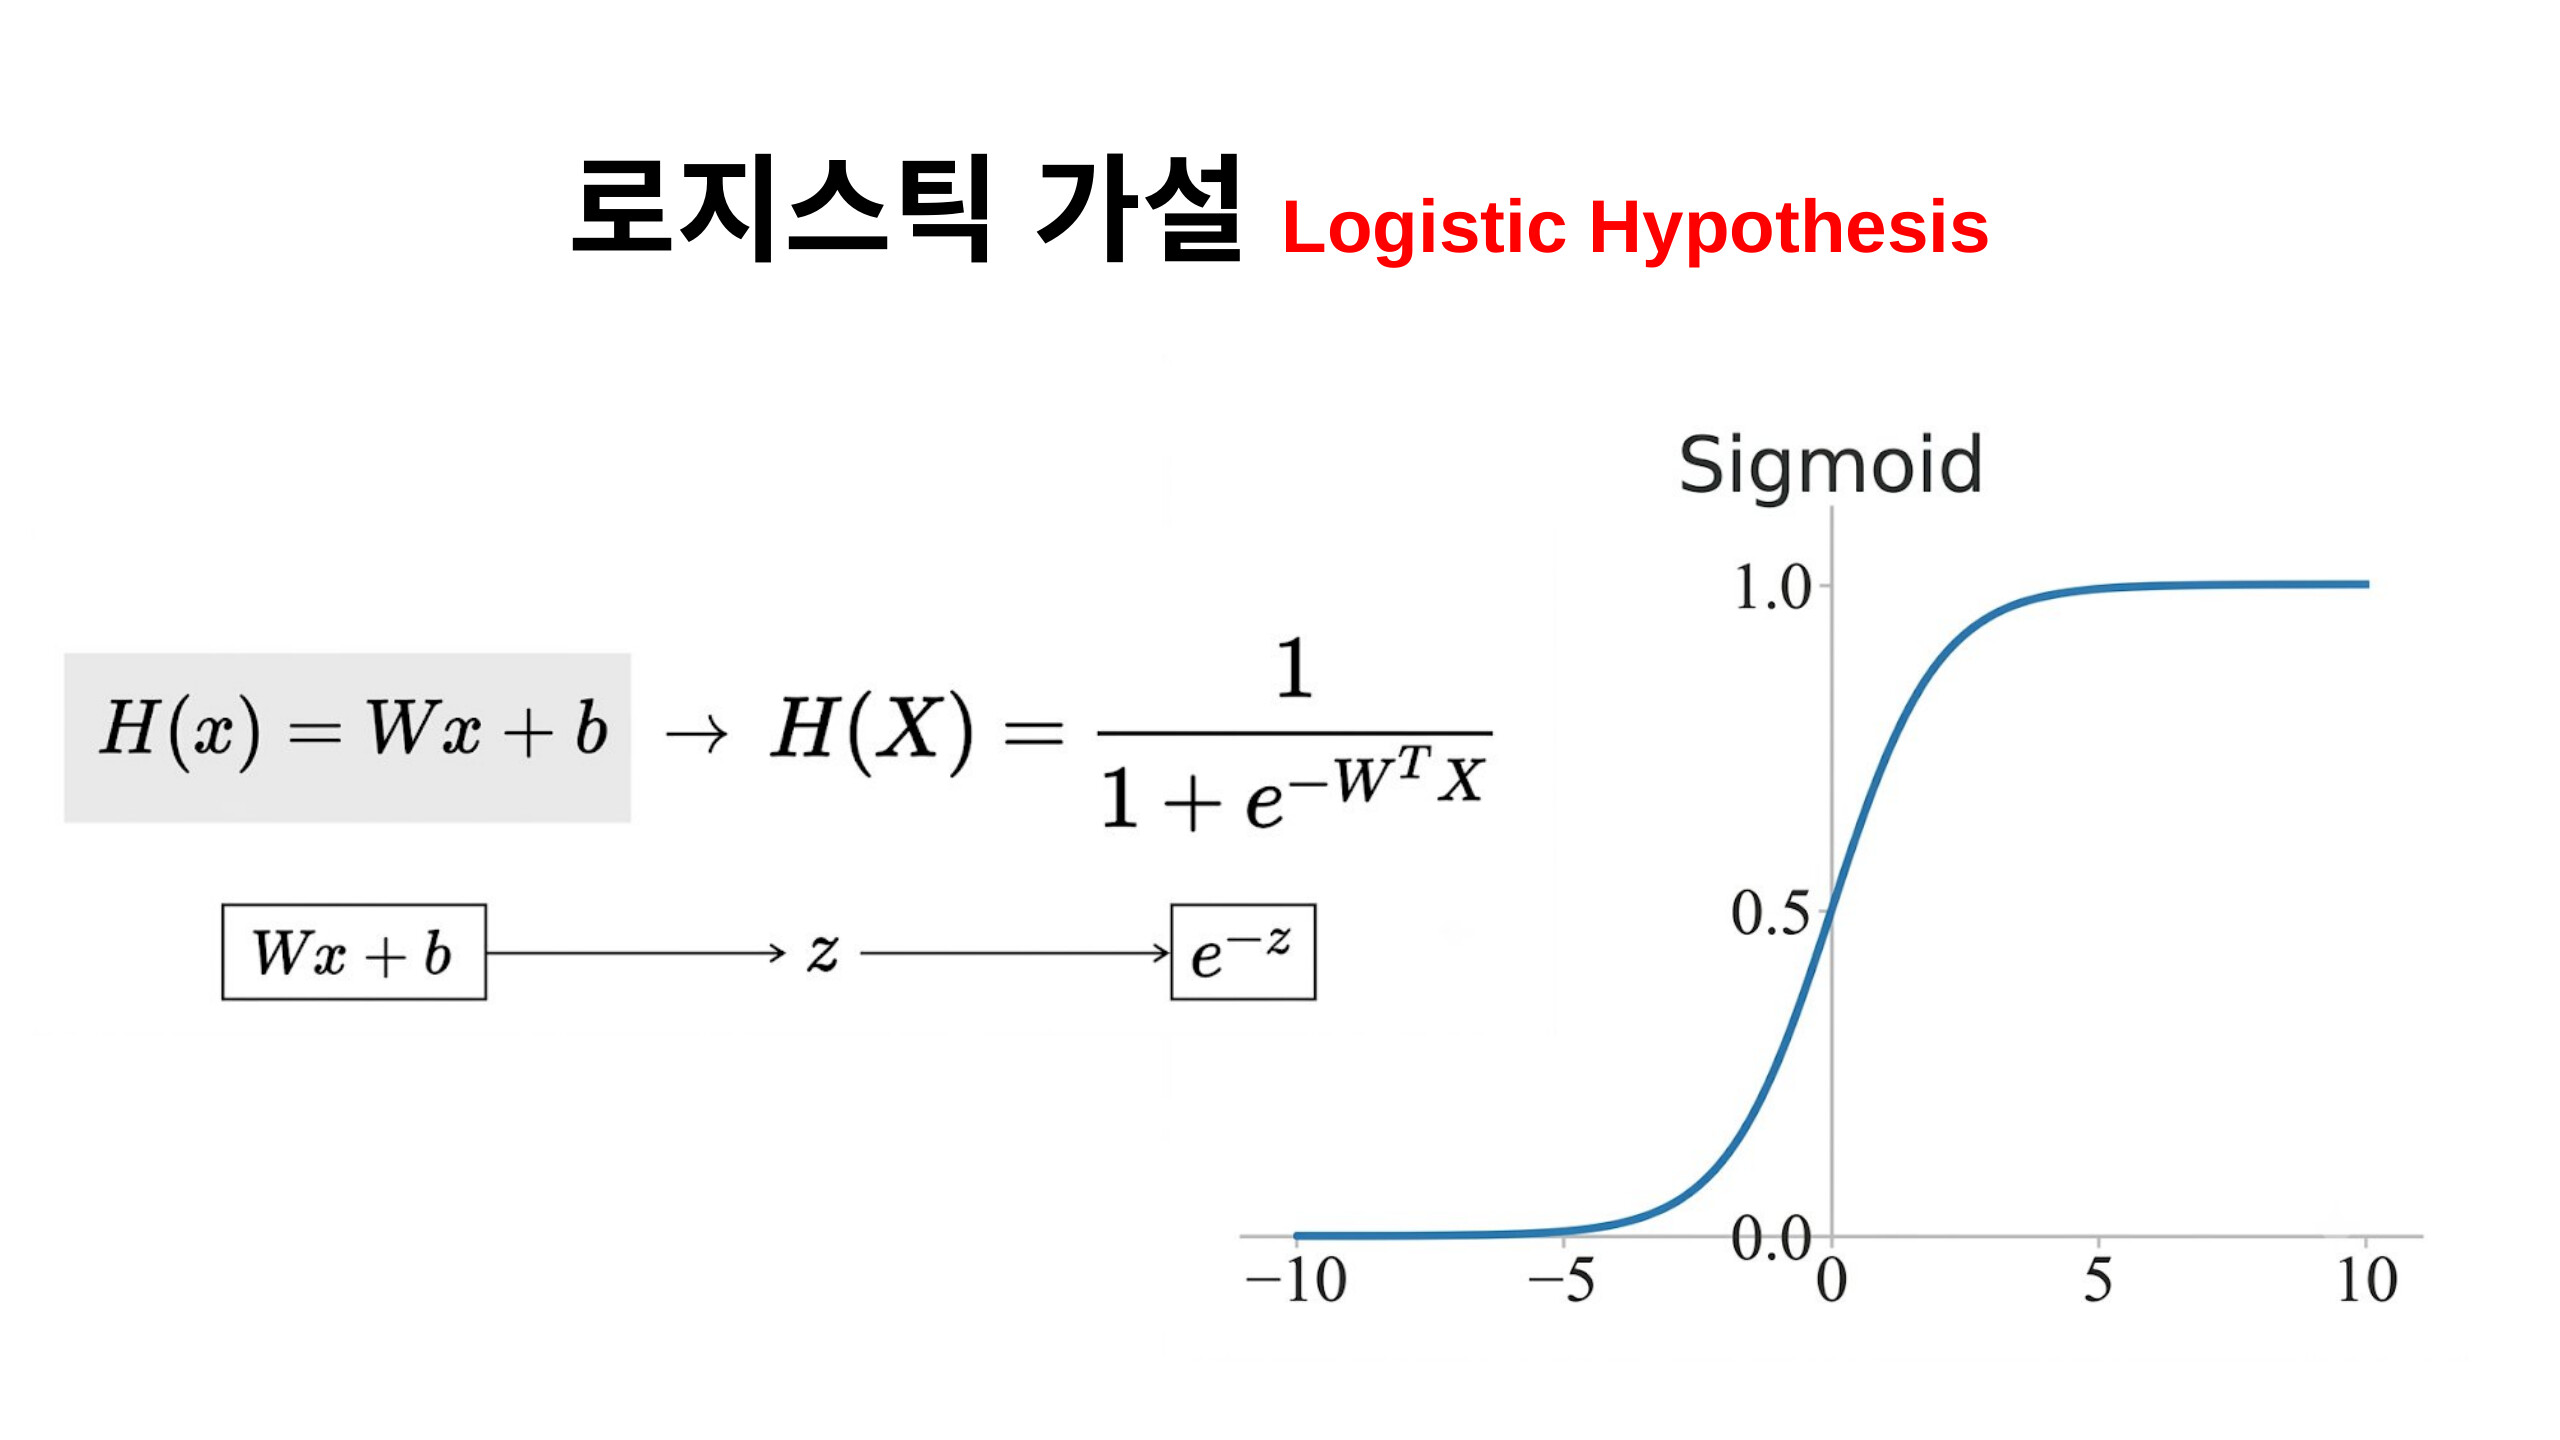 로지스틱 가설 Logistic Hypothesis
Sigmoid
H(x) = Wx + b → H(X) = 1 / (1 + e^{-W^T X})
Wx + b → z → e^{-z}
1.0
0.5
0.0
−10 −5 0 5 10